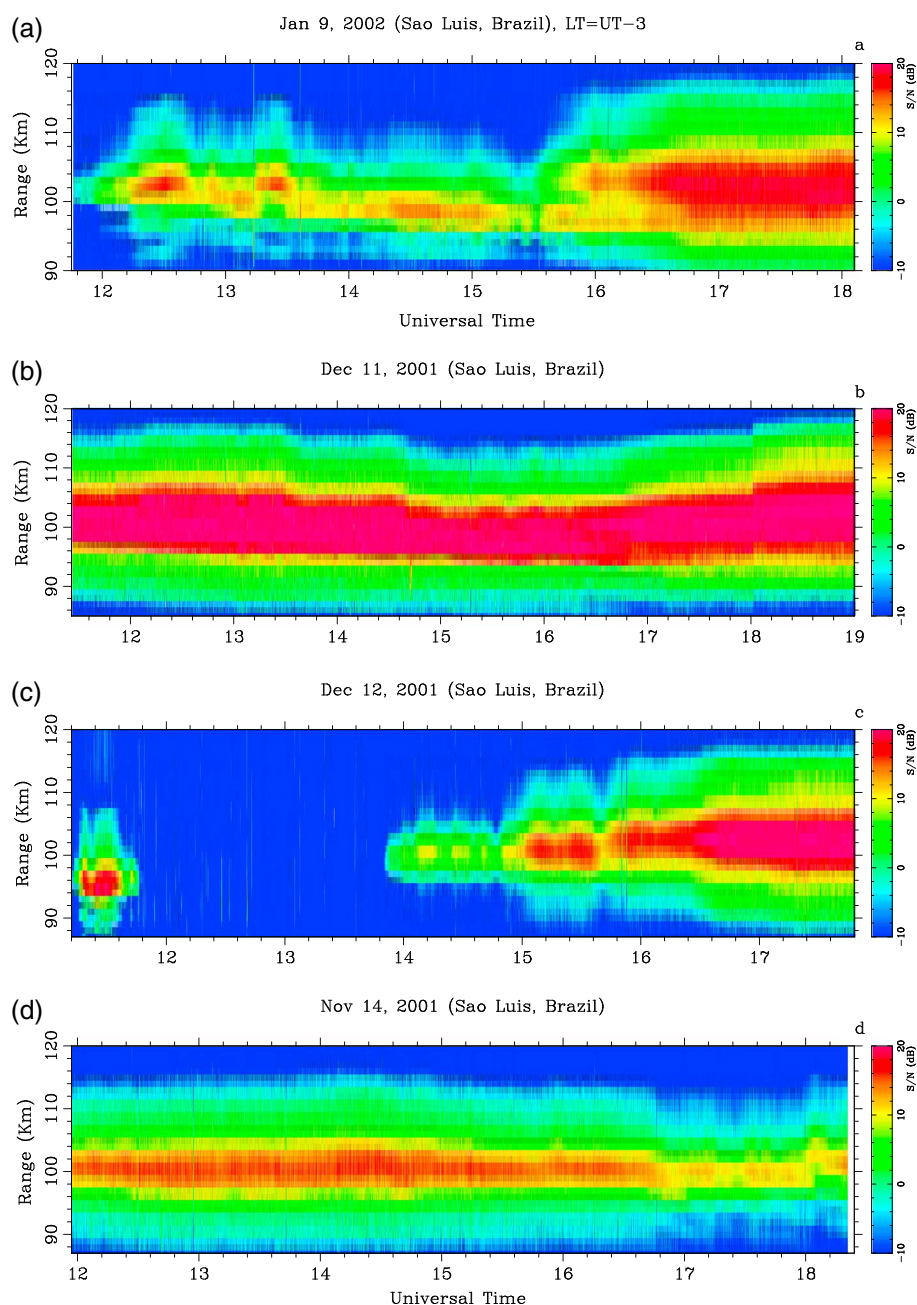 (a)
Jan 9, 2002 (Sao Luis, Brazil), LT=UT-3
a
Range (Km)
120
110
100
90
12 13 14 15 16 17 18
Universal Time
S/N (dB)
20
10
0
-10
(b)
Dec 11, 2001 (Sao Luis, Brazil)
b
Range (Km)
120
110
100
90
12 13 14 15 16 17 18 19
S/N (dB)
20
10
0
-10
(c)
Dec 12, 2001 (Sao Luis, Brazil)
c
Range (Km)
120
110
100
90
12 13 14 15 16 17
S/N (dB)
20
10
0
-10
(d)
Nov 14, 2001 (Sao Luis, Brazil)
d
Range (Km)
120
110
100
90
12 13 14 15 16 17 18
Universal Time
S/N (dB)
20
10
0
-10